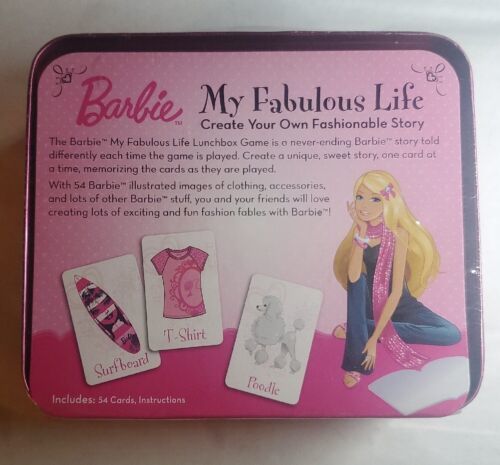 Barbie™ My Fabulous Life
Create Your Own Fashionable Story
The Barbie™ My Fabulous Life Lunchbox Game is a never-ending Barbie™ story told
differently each time the game is played. Create a unique, sweet story, one card at
a time, memorizing the cards as they are played.
With 54 Barbie™ illustrated images of clothing, accessories,
and lots of other Barbie™ stuff, you and your friends will love
creating lots of exciting and fun fashion fables with Barbie™!
Surfboard
T-Shirt
Poodle
Includes: 54 Cards, Instructions